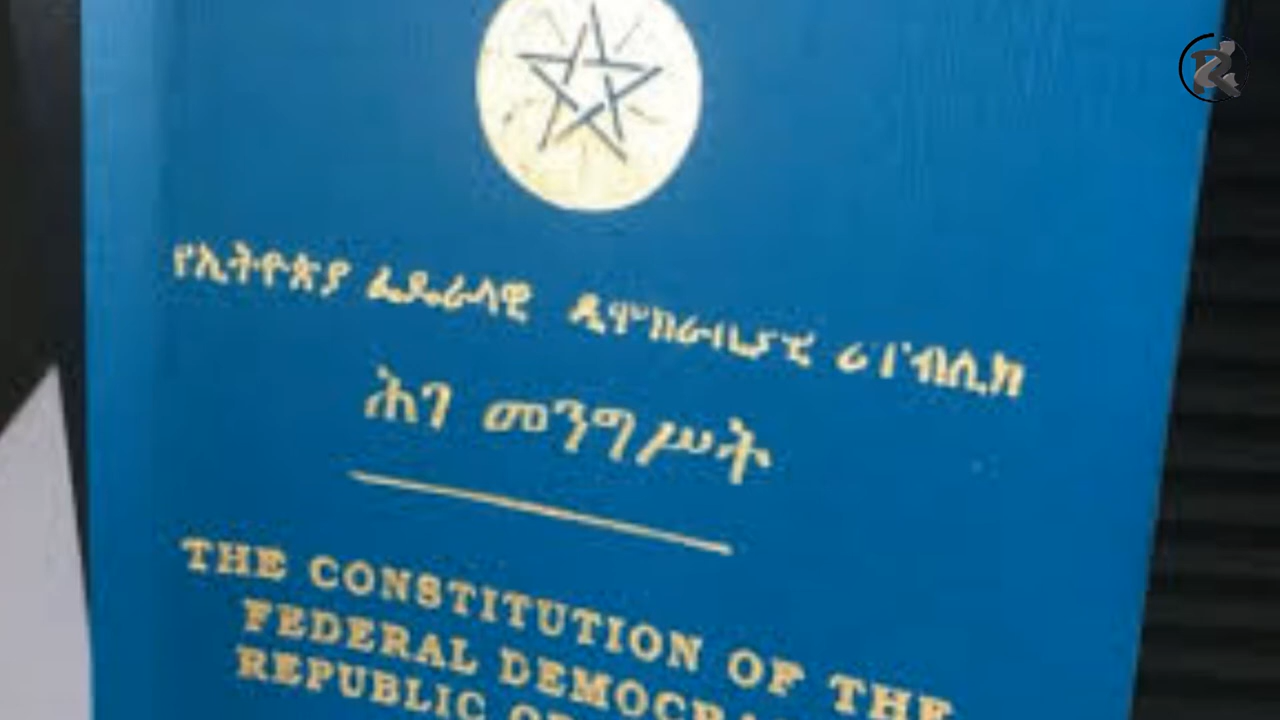 የኢትዮጵያ ፌዴራላዊ ዲሞክራሲያዊ ሪፐብሊክ
ሕገ መንግሥት
THE CONSTITUTION OF THE
FEDERAL
REPUBLIC